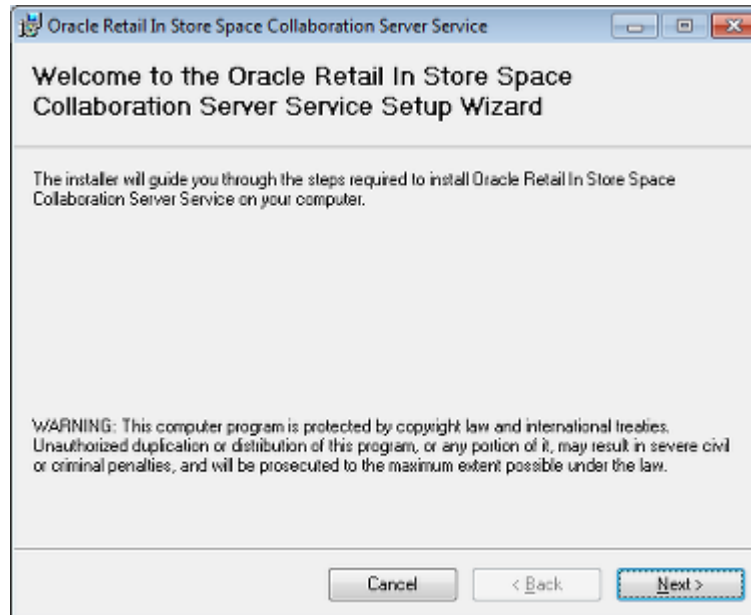 Oracle Retail In Store Space Collaboration Server Service
Welcome to the Oracle Retail In Store Space
Collaboration Server Service Setup Wizard
The installer will guide you through the steps required to install Oracle Retail In Store Space
Collaboration Server Service on your computer.
WARNING: This computer program is protected by copyright law and international treaties.
Unauthorized duplication or distribution of this program, or any portion of it, may result in severe civil
or criminal penalties, and will be prosecuted to the maximum extent possible under the law.
Cancel < Back Next >